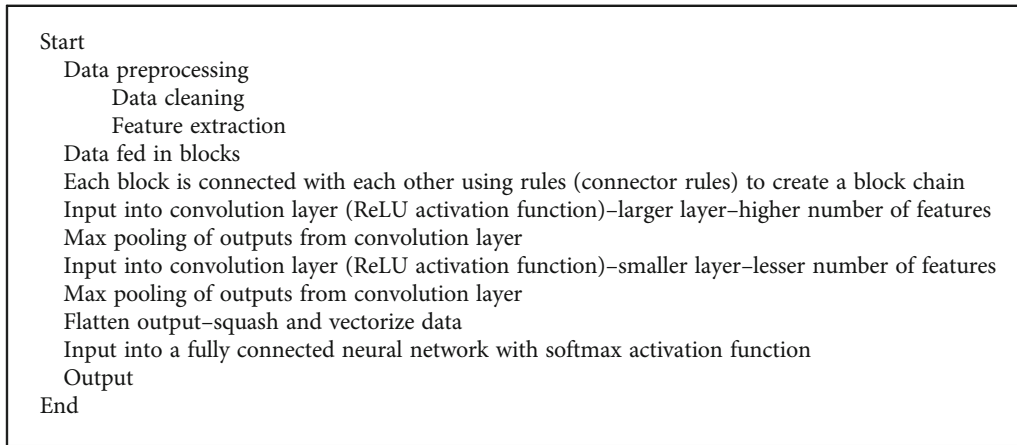 Start
Data preprocessing
Data cleaning
Feature extraction
Data fed in blocks
Each block is connected with each other using rules (connector rules) to create a block chain
Input into convolution layer (ReLU activation function)–larger layer–higher number of features
Max pooling of outputs from convolution layer
Input into convolution layer (ReLU activation function)–smaller layer–lesser number of features
Max pooling of outputs from convolution layer
Flatten output–squash and vectorize data
Input into a fully connected neural network with softmax activation function
Output
End